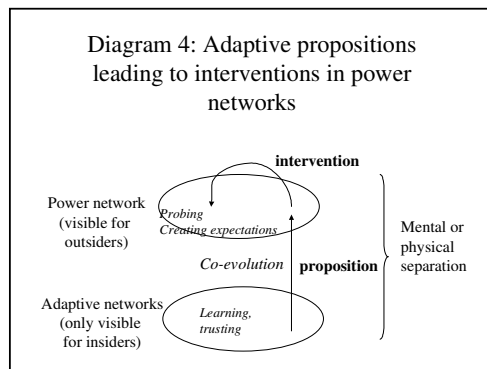 Diagram 4: Adaptive propositions
leading to interventions in power
networks
intervention
Power network
(visible for
outsiders)
Probing
Creating expectations
Co-evolution
proposition
Mental or
physical
separation
Adaptive networks
(only visible
for insiders)
Learning,
trusting